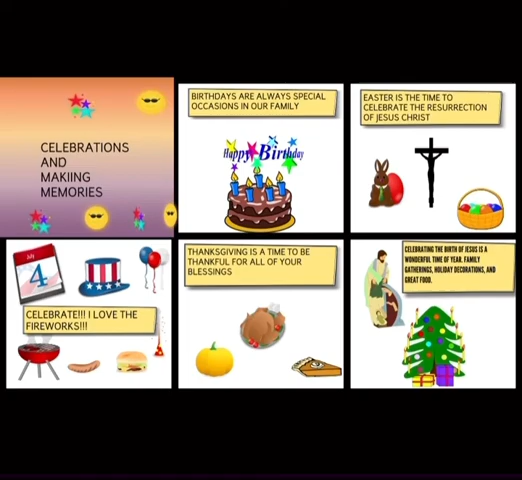 CELEBRATIONS
AND
MAKIING
MEMORIES
BIRTHDAYS ARE ALWAYS SPECIAL
OCCASIONS IN OUR FAMILY
Happy Birthday
EASTER IS THE TIME TO
CELEBRATE THE RESURRECTION
OF JESUS CHRIST
July
4
CELEBRATE!!! I LOVE THE
FIREWORKS!!!
THANKSGIVING IS A TIME TO BE
THANKFUL FOR ALL OF YOUR
BLESSINGS
CELEBRATING THE BIRTH OF JESUS IS A
WONDERFUL TIME OF YEAR. FAMILY
GATHERINGS, HOLIDAY DECORATIONS, AND
GREAT FOOD.